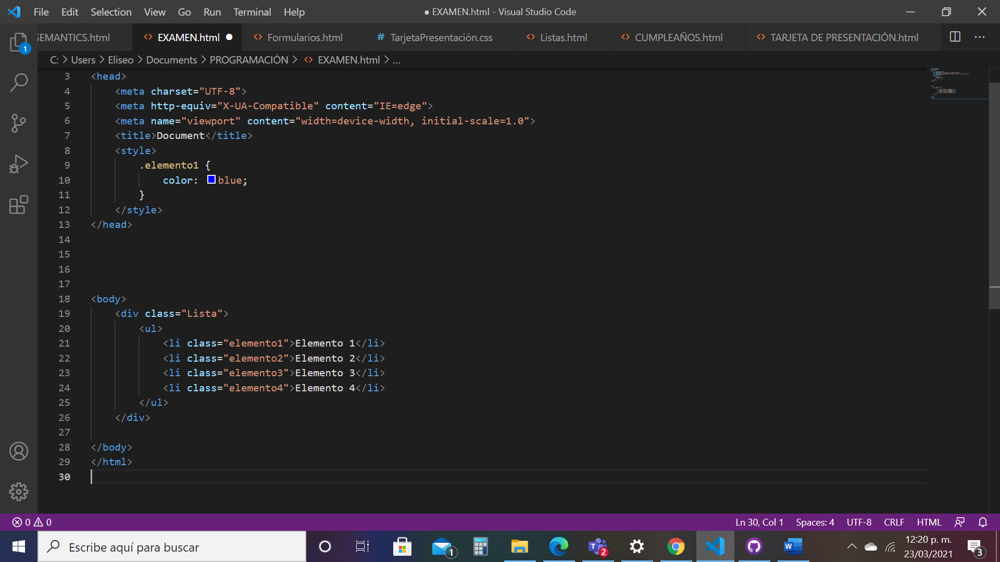 File Edit Selection View Go Run Terminal Help ● EXAMEN.html - Visual Studio Code
SEMANTICS.html EXAMEN.html Formularios.html # TarjetaPresentación.css Listas.html CUMPLEAÑOS.html TARJETA DE PRESENTACIÓN.html ...
1
C: > Users > Eliseo > Documents > PROGRAMACIÓN > <> EXAMEN.html > ...
3 <head>
4 <meta charset="UTF-8">
5 <meta http-equiv="X-UA-Compatible" content="IE=edge">
6 <meta name="viewport" content="width=device-width, initial-scale=1.0">
7 <title>Document</title>
8 <style>
9 .elemento1 {
10 color: blue;
11 }
12 </style>
13 </head>
14
15
16
17
18 <body>
19 <div class="Lista">
20 <ul>
21 <li class="elemento1">Elemento 1</li>
22 <li class="elemento2">Elemento 2</li>
23 <li class="elemento3">Elemento 3</li>
24 <li class="elemento4">Elemento 4</li>
25 </ul>
26 </div>
27
28 </body>
29 </html>
30
0 0 Ln 30, Col 1 Spaces: 4 UTF-8 CRLF HTML
Escribe aquí para buscar 1 2 12:20 p. m.
23/03/2021 3